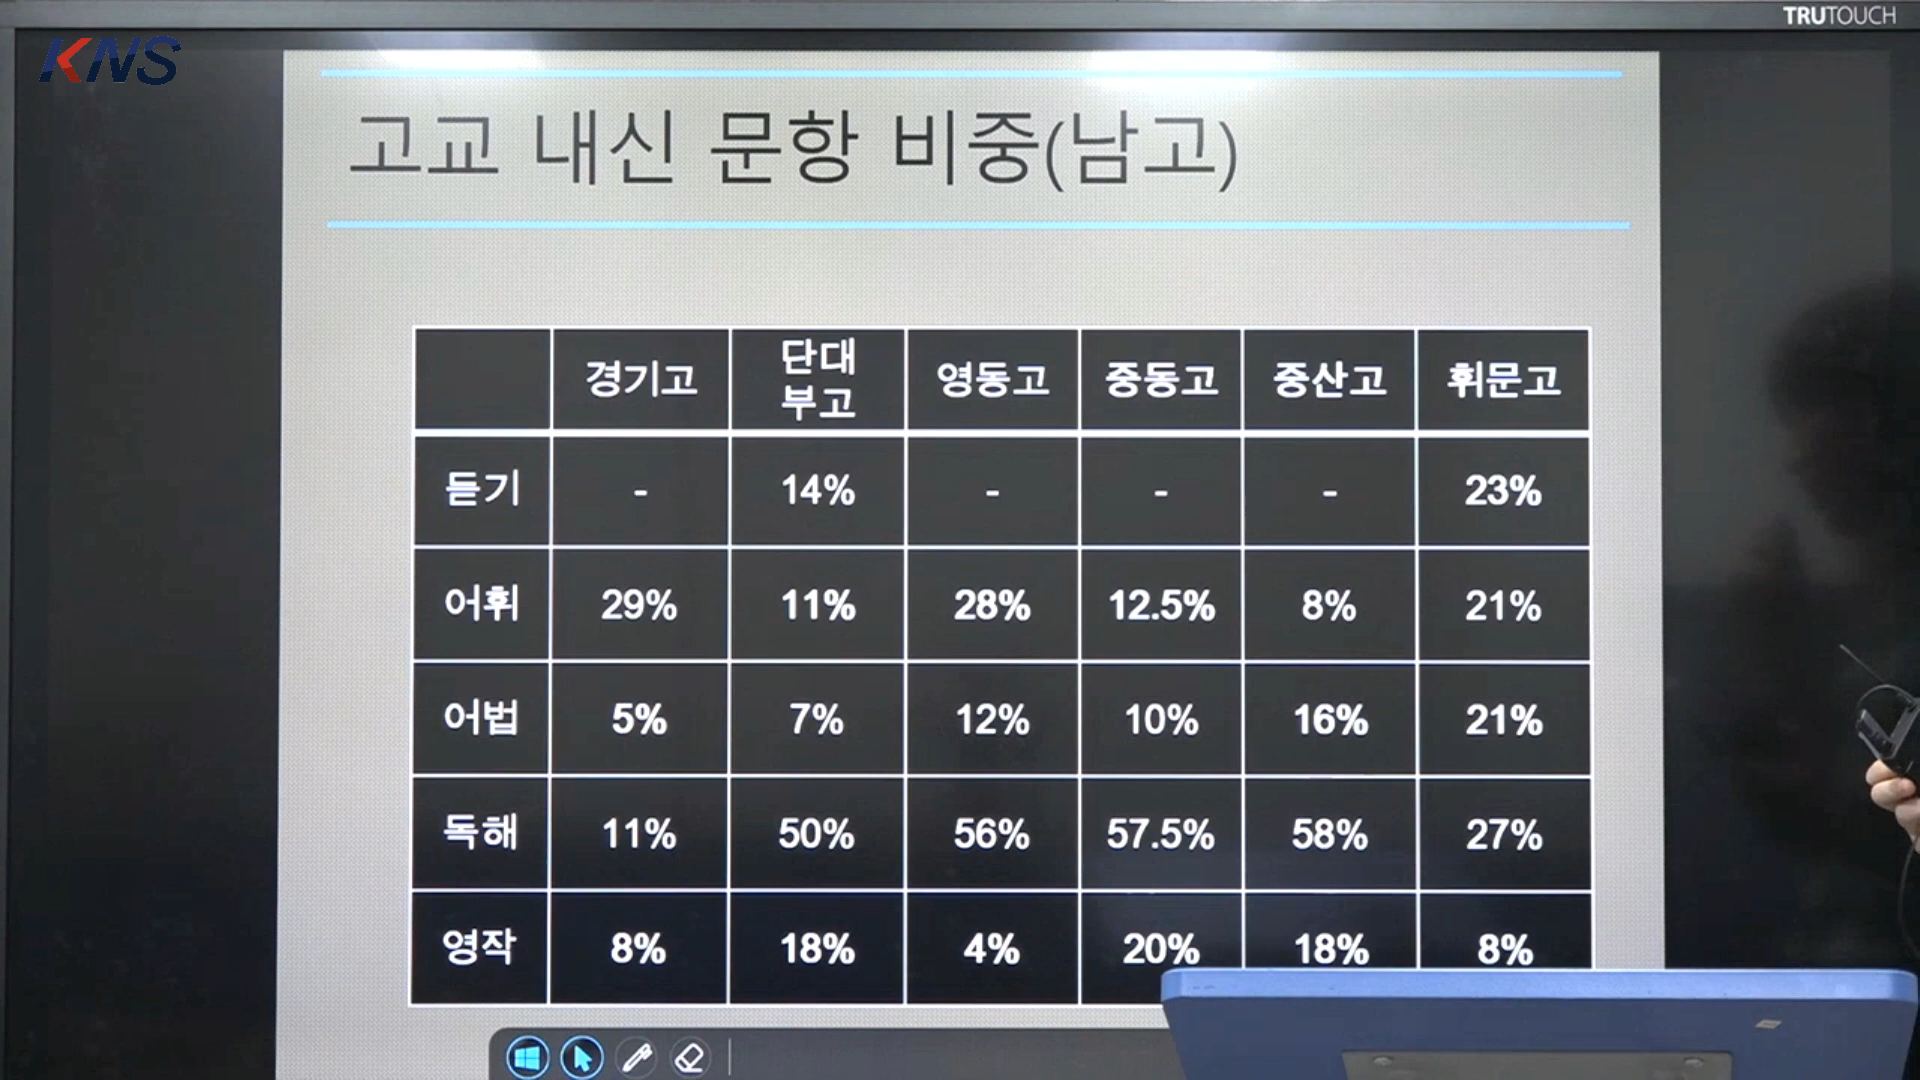 TRUTOUCH
KNS
고교 내신 문항 비중(남고)
경기고 단대 부고 영동고 중동고 중산고 휘문고
듣기 - 14% - - - 23%
어휘 29% 11% 28% 12.5% 8% 21%
어법 5% 7% 12% 10% 16% 21%
독해 11% 50% 56% 57.5% 58% 27%
영작 8% 18% 4% 20% 18% 8%